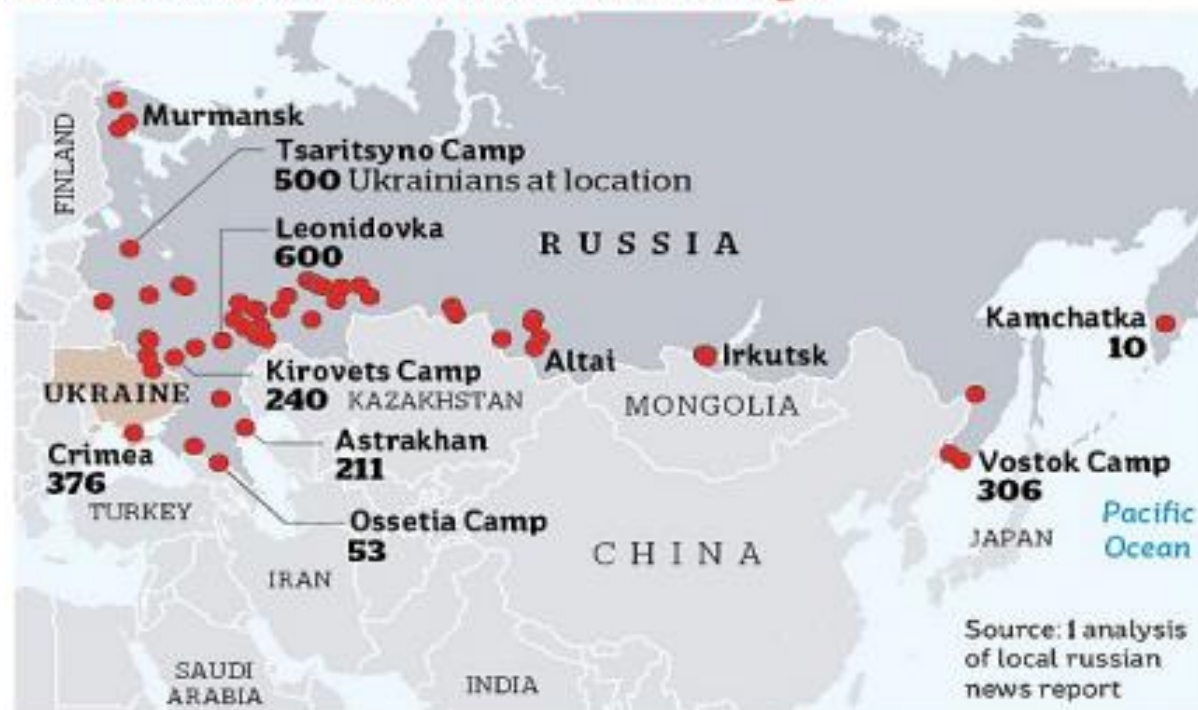 Murmansk
FINLAND
Tsaritsyno Camp
500 Ukrainians at location
Leonidovka
600
RUSSIA
Kamchatka
10
Altai
Irkutsk
Kirovets Camp
240
KAZAKHSTAN
UKRAINE
MONGOLIA
Astrakhan
211
Crimea
376
Vostok Camp
306
TURKEY
Ossetia Camp
53
Pacific
Ocean
JAPAN
CHINA
IRAN
Source: 1 analysis
of local russian
news report
SAUDI
ARABIA
INDIA